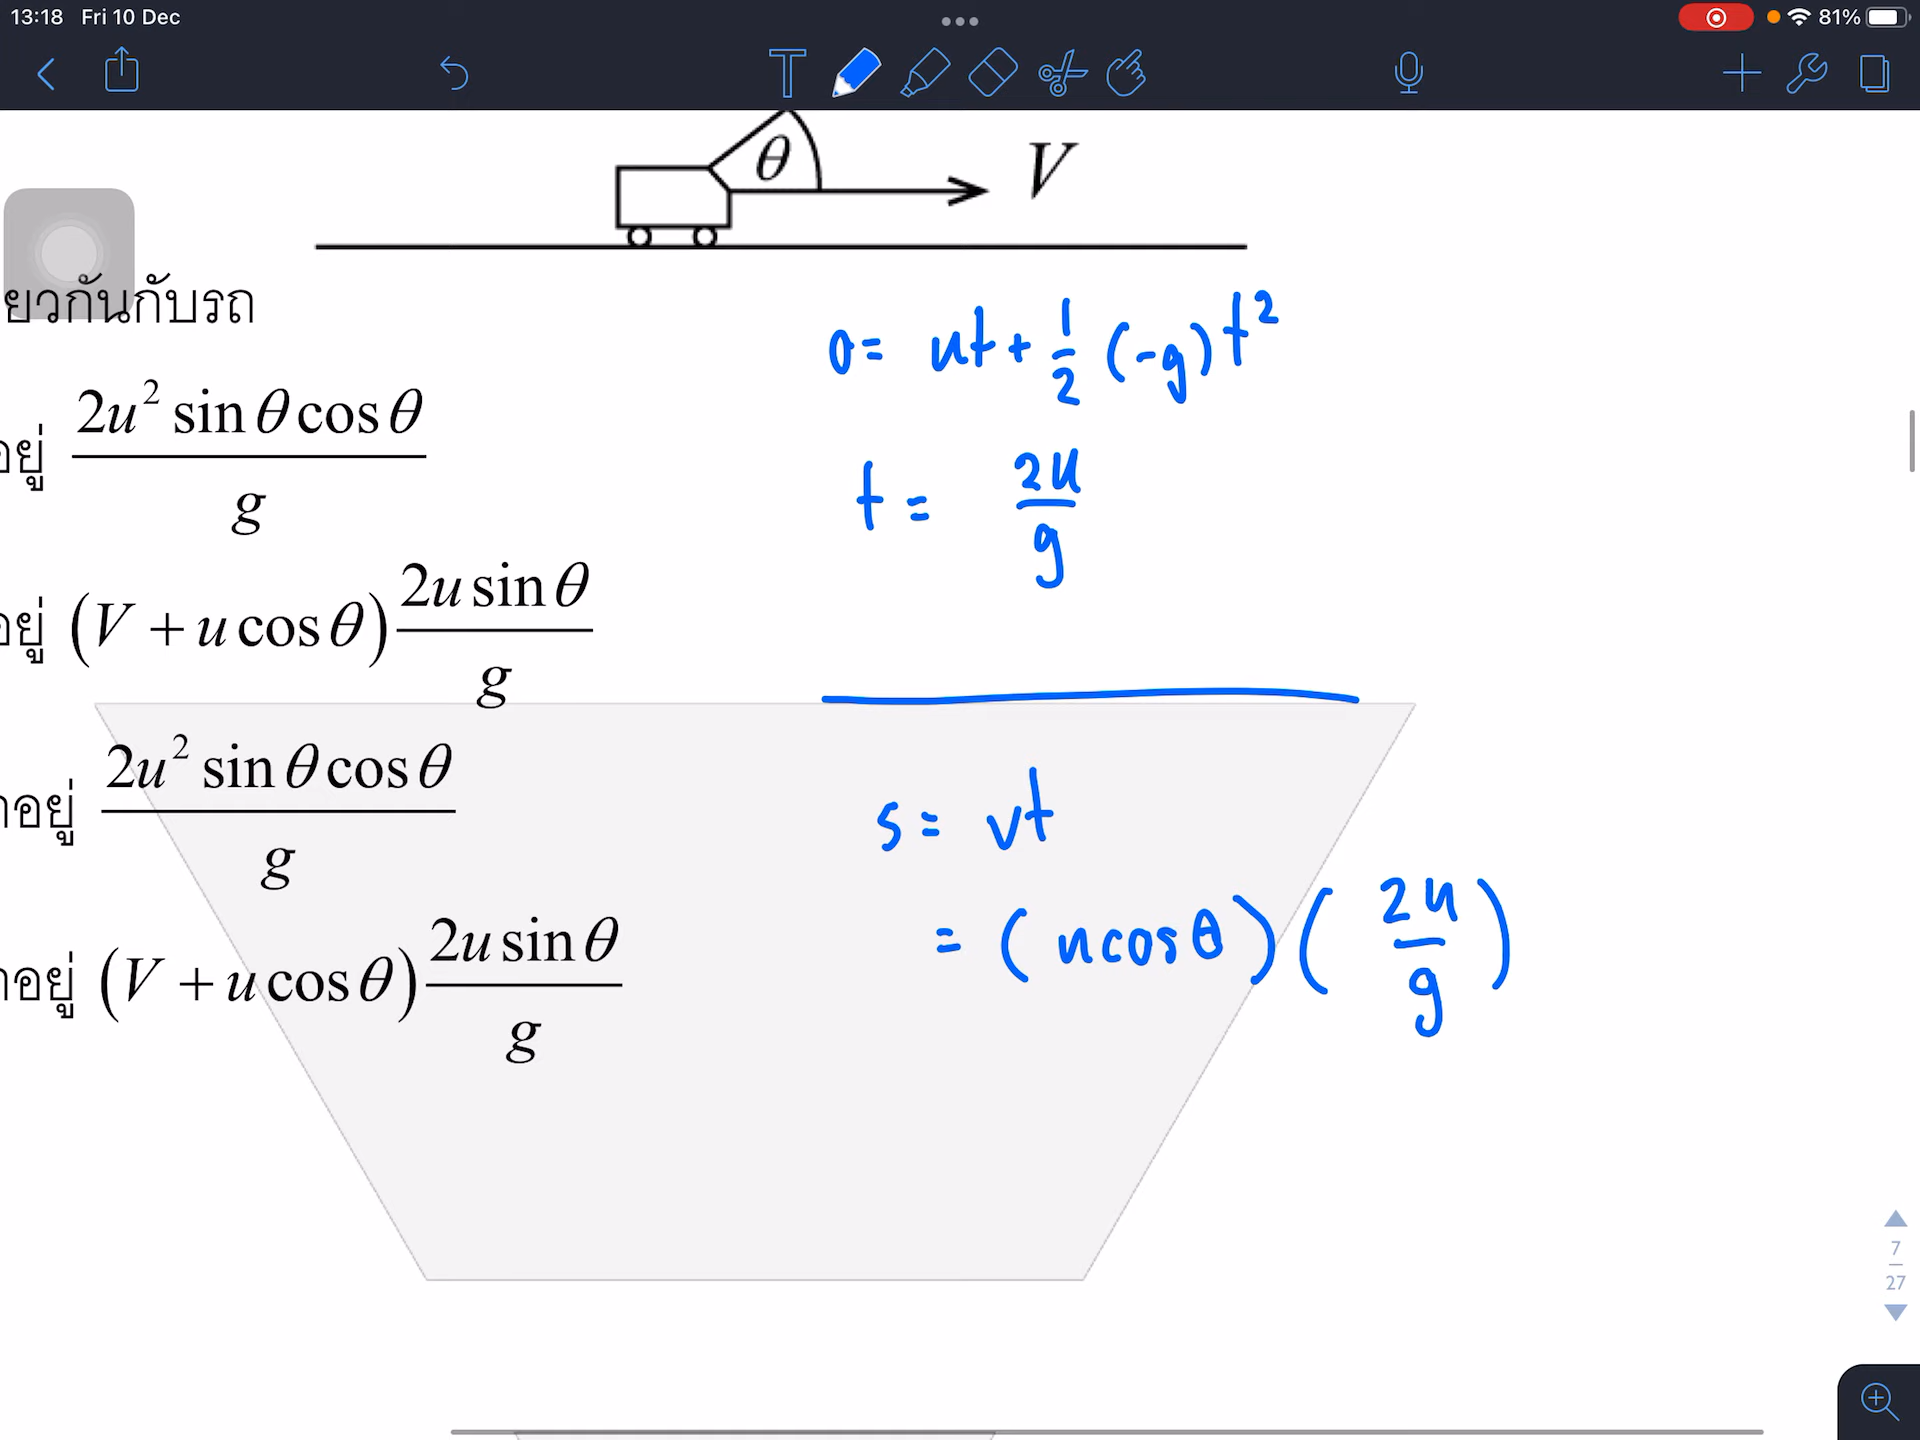 13:18 Fri 10 Dec
81%
T
θ
V
ยวกันกับรถ
0 = ut + 1/2 (-g) t²
อยู่ 2u² sin θ cos θ / g
t = 2u / g
อยู่ (V + u cos θ) 2u sin θ / g
อยู่ 2u² sin θ cos θ / g
s = vt
= (u cos θ) (2u / g)
อยู่ (V + u cos θ) 2u sin θ / g
7
27